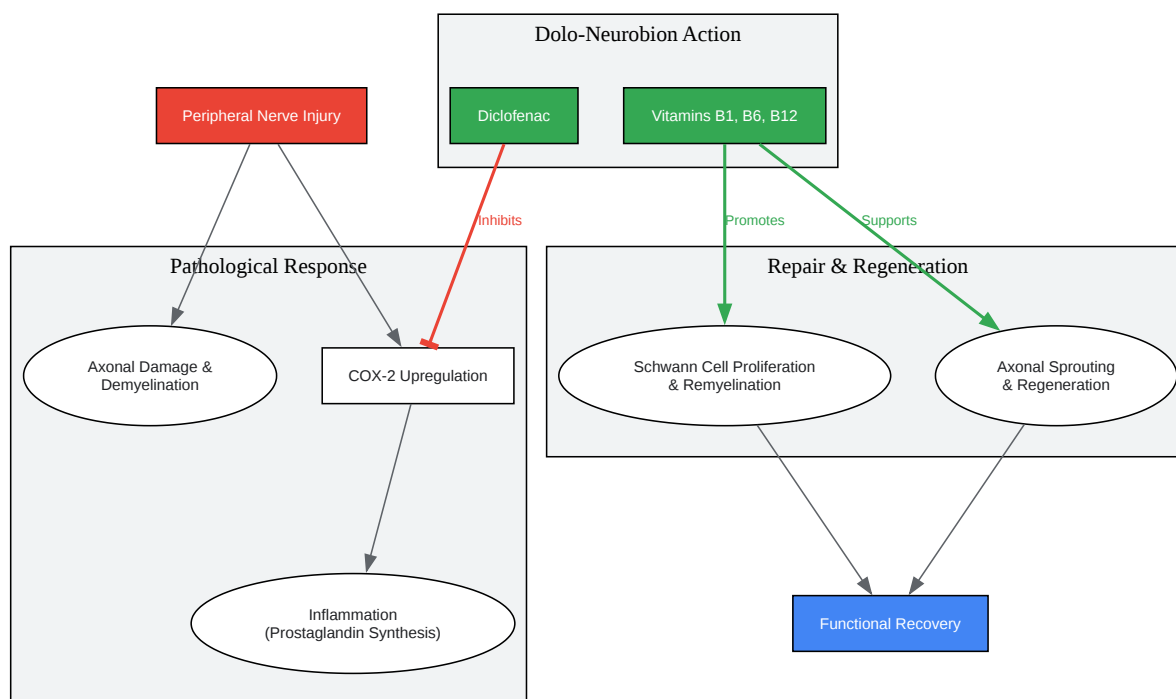 Dolo-Neurobion Action
Peripheral Nerve Injury
Diclofenac
Vitamins B1, B6, B12
Inhibits
Promotes
Supports
Pathological Response
Repair & Regeneration
Axonal Damage &
Demyelination
COX-2 Upregulation
Schwann Cell Proliferation
& Remyelination
Axonal Sprouting
& Regeneration
Inflammation
(Prostaglandin Synthesis)
Functional Recovery